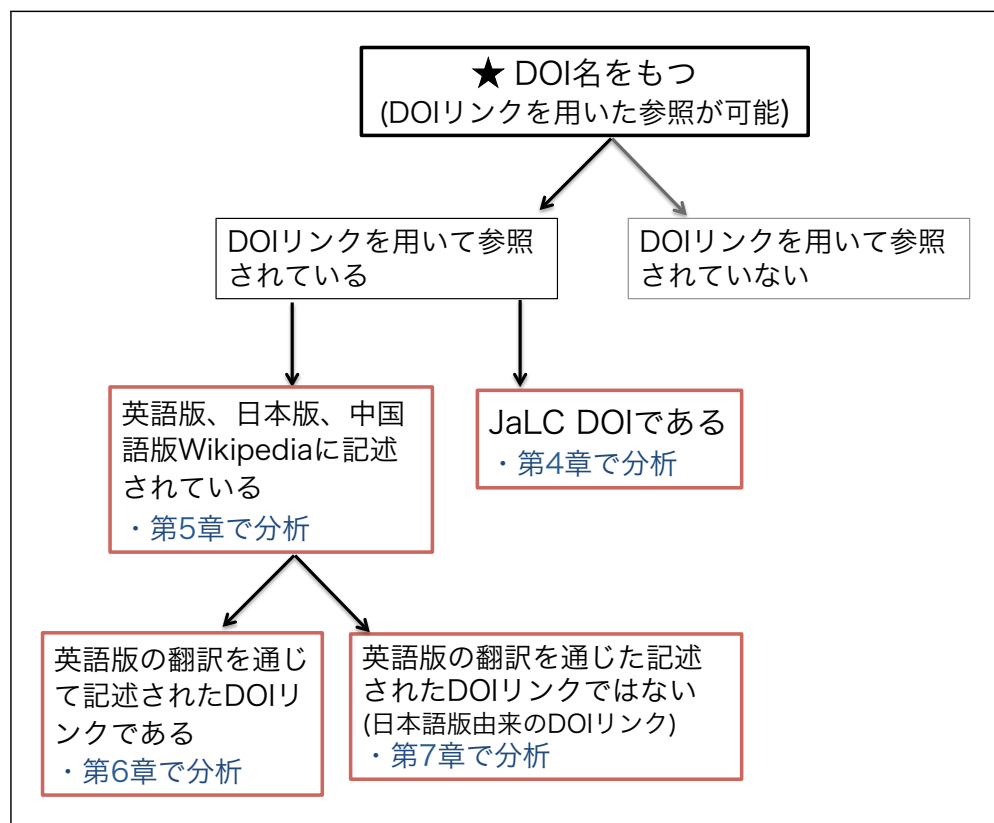 ★ DOI名をもつ
(DOIリンクを用いた参照が可能)
DOIリンクを用いて参照
されている
DOIリンクを用いて参照
されていない
英語版、日本版、中国
語版Wikipediaに記述
されている
・第5章で分析
JaLC DOIである
・第4章で分析
英語版の翻訳を通じ
て記述されたDOIリ
ンクである
・第6章で分析
英語版の翻訳を通じた記述
されたDOIリンクではない
(日本語版由来のDOIリンク)
・第7章で分析